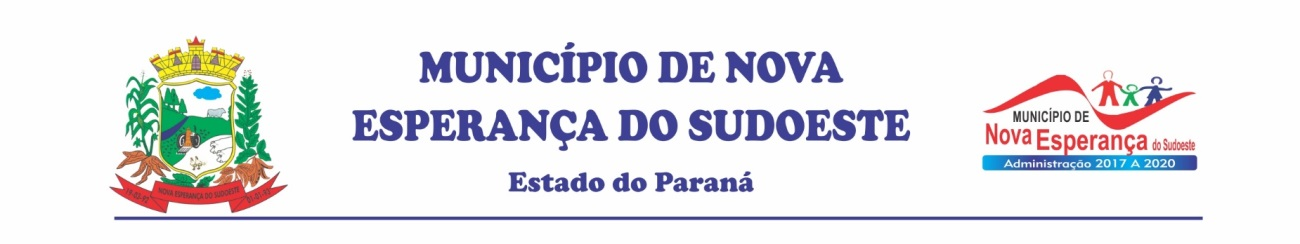 MUNICÍPIO DE NOVA
ESPERANÇA DO SUDOESTE
Estado do Paraná
NOVA ESPERANÇA DO SUDOESTE
MUNICÍPIO DE
Nova Esperança do Sudoeste
Administração 2017 A 2020